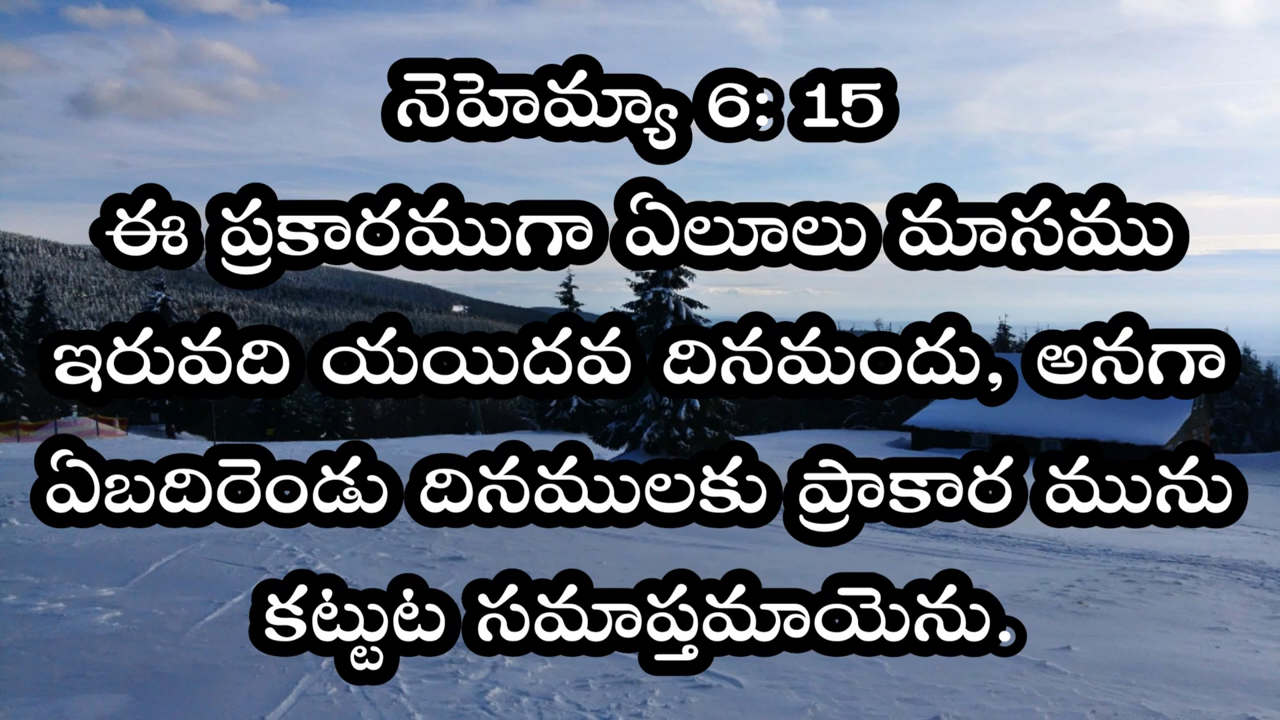 నెహెమ్యా 6: 15
ఈ ప్రకారముగా ఏలూలు మాసము
ఇరువది యయిదవ దినమందు, అనగా
ఏబదిరెండు దినములకు ప్రాకార మును
కట్టుట సమాప్తమాయెను.